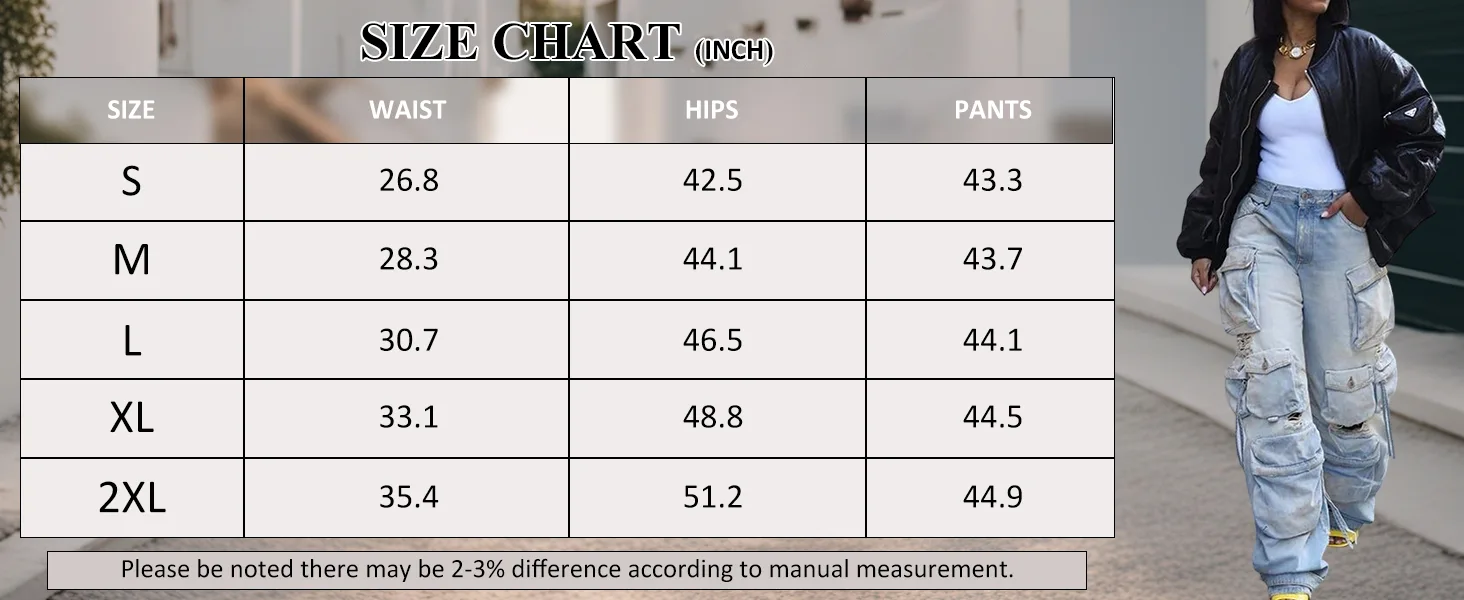 SIZE CHART (INCH)
SIZE WAIST HIPS PANTS
S 26.8 42.5 43.3
M 28.3 44.1 43.7
L 30.7 46.5 44.1
XL 33.1 48.8 44.5
2XL 35.4 51.2 44.9
Please be noted there may be 2-3% difference according to manual measurement.